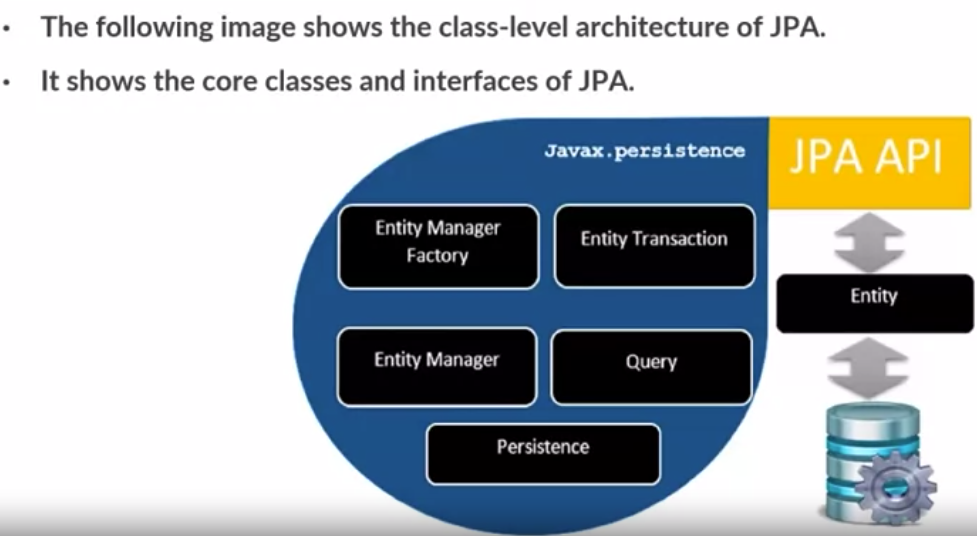 • The following image shows the class-level architecture of JPA.
• It shows the core classes and interfaces of JPA.
Javax.persistence
JPA API
Entity Manager
Factory
Entity Transaction
Entity
Entity Manager
Query
Persistence